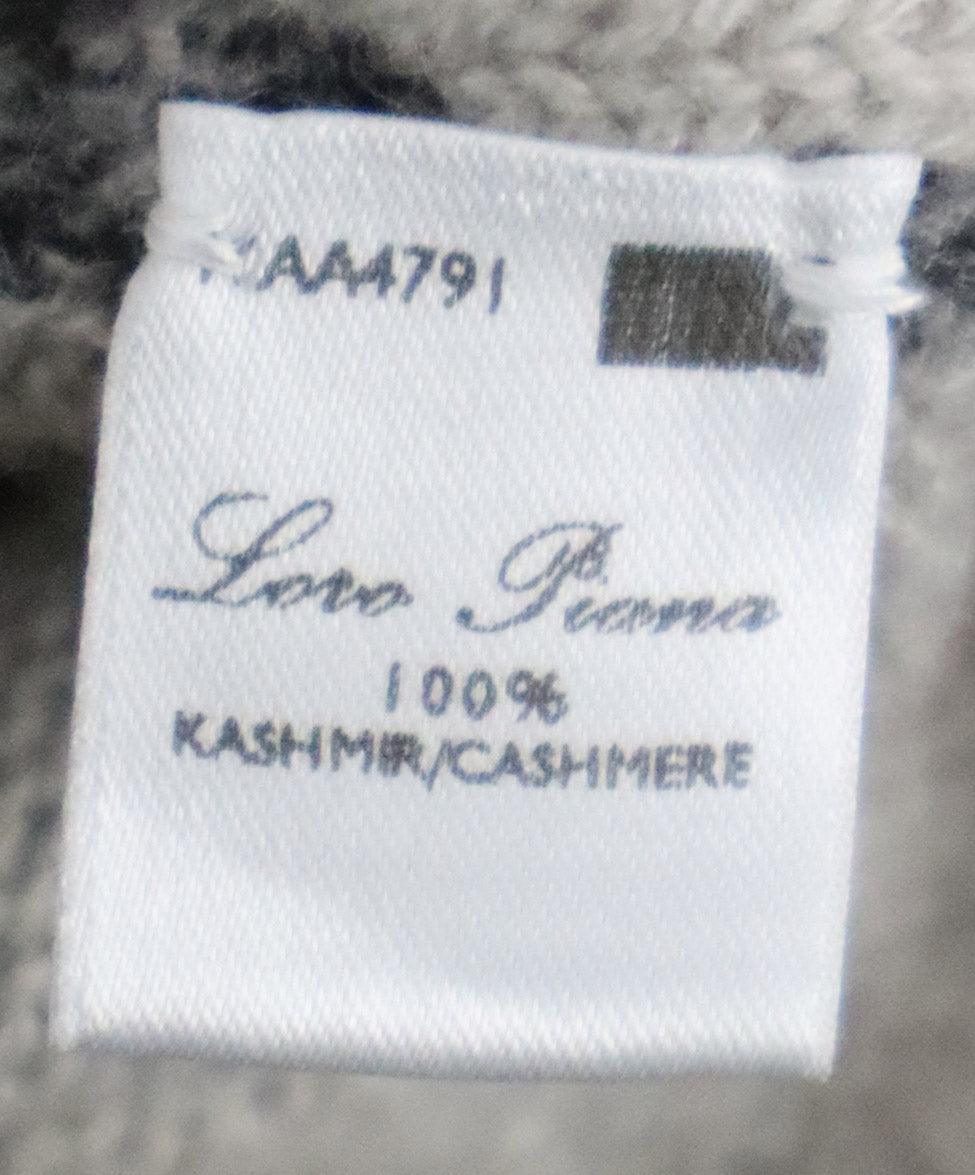 AA4791
Loro Piana
100%
KASHMIR/CASHMERE